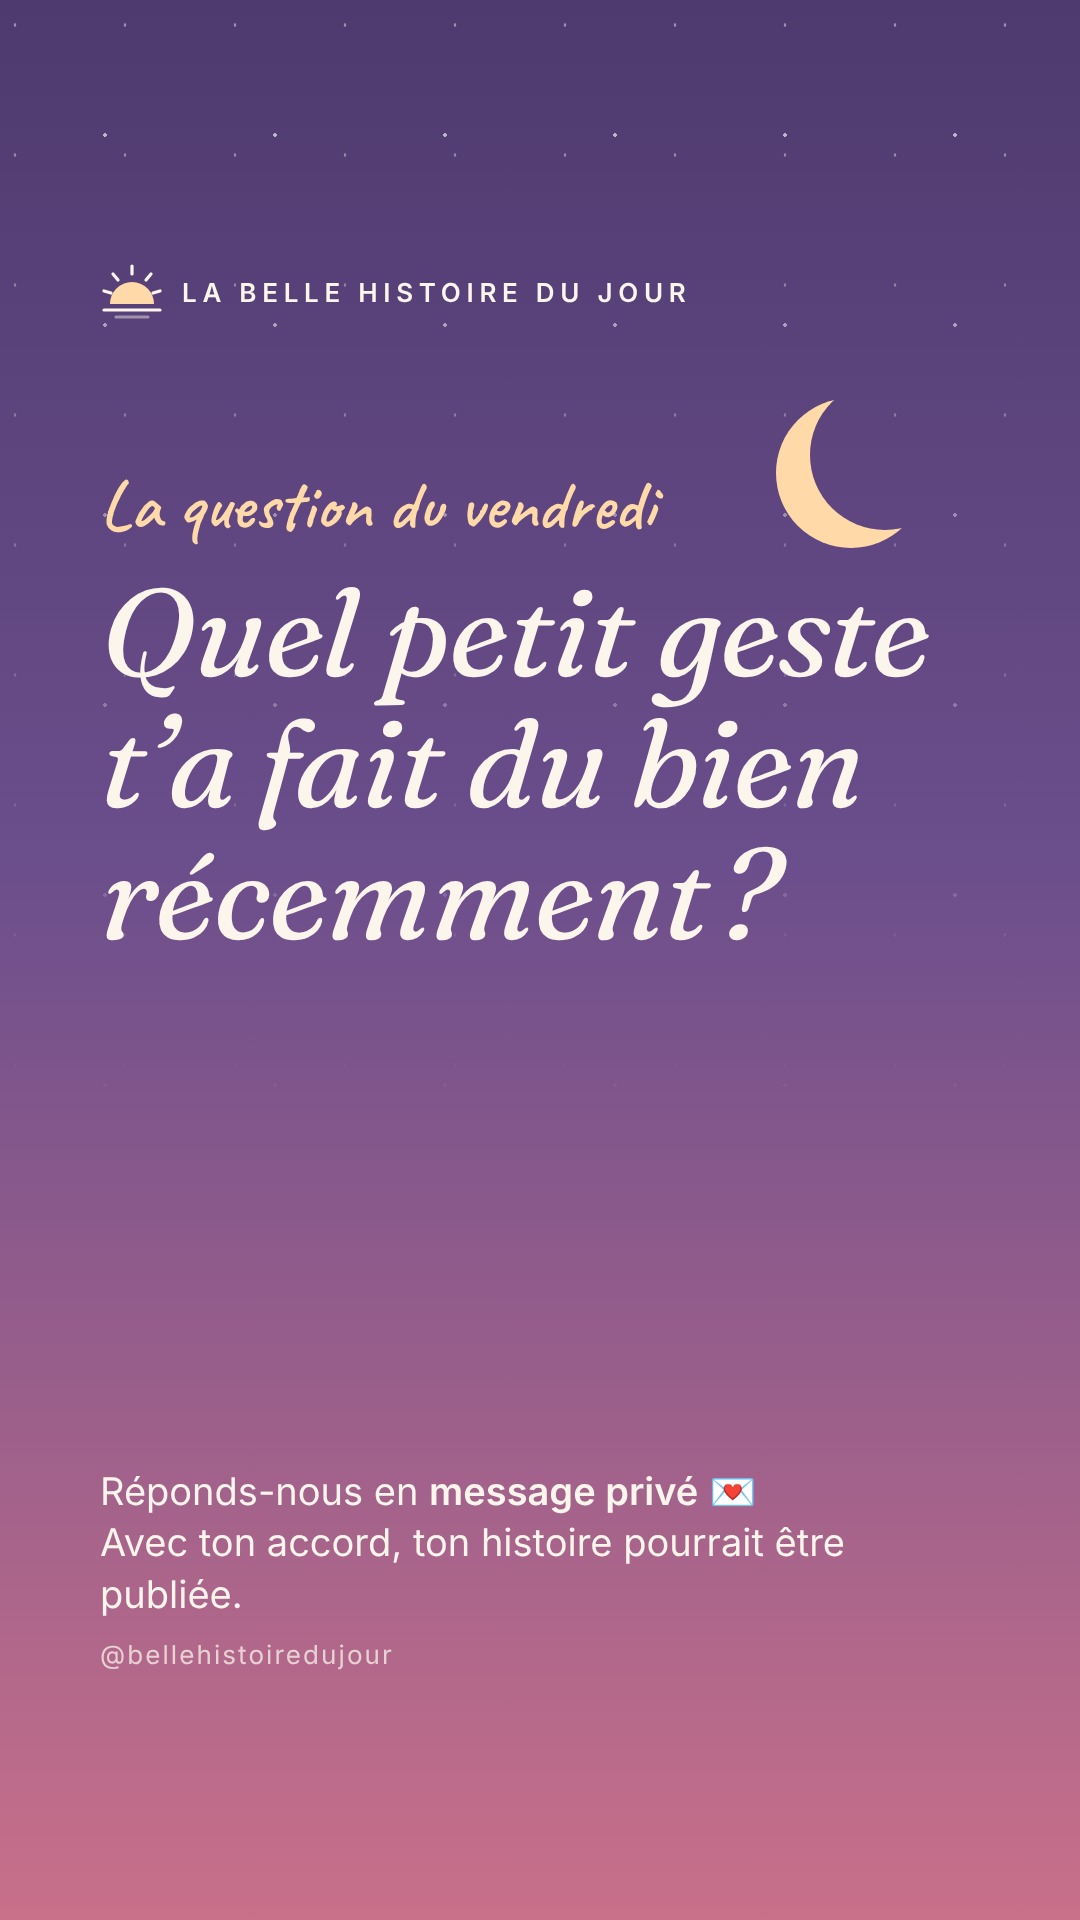 LA BELLE HISTOIRE DU JOUR
La question du vendredi
Quel petit geste
t’a fait du bien
récemment ?
Réponds-nous en message privé 💌
Avec ton accord, ton histoire pourrait être
publiée.
@bellehistoiredujour